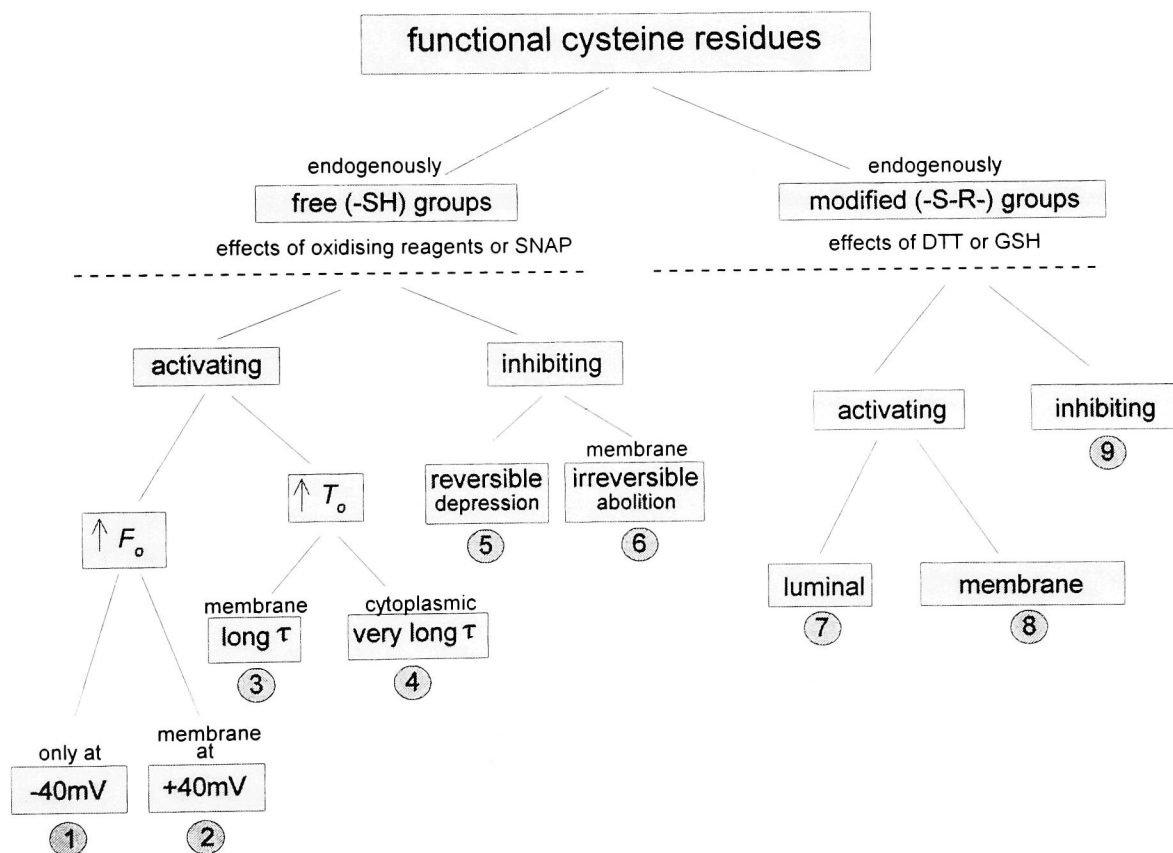 functional cysteine residues
endogenously
free (-SH) groups
endogenously
modified (-S-R-) groups
effects of oxidising reagents or SNAP
effects of DTT or GSH
activating
inhibiting
activating
inhibiting
9
↑ Fo
↑ To
reversible
depression
5
membrane
irreversible
abolition
6
membrane
long τ
3
cytoplasmic
very long τ
4
luminal
7
membrane
8
only at
-40mV
1
membrane
at
+40mV
2